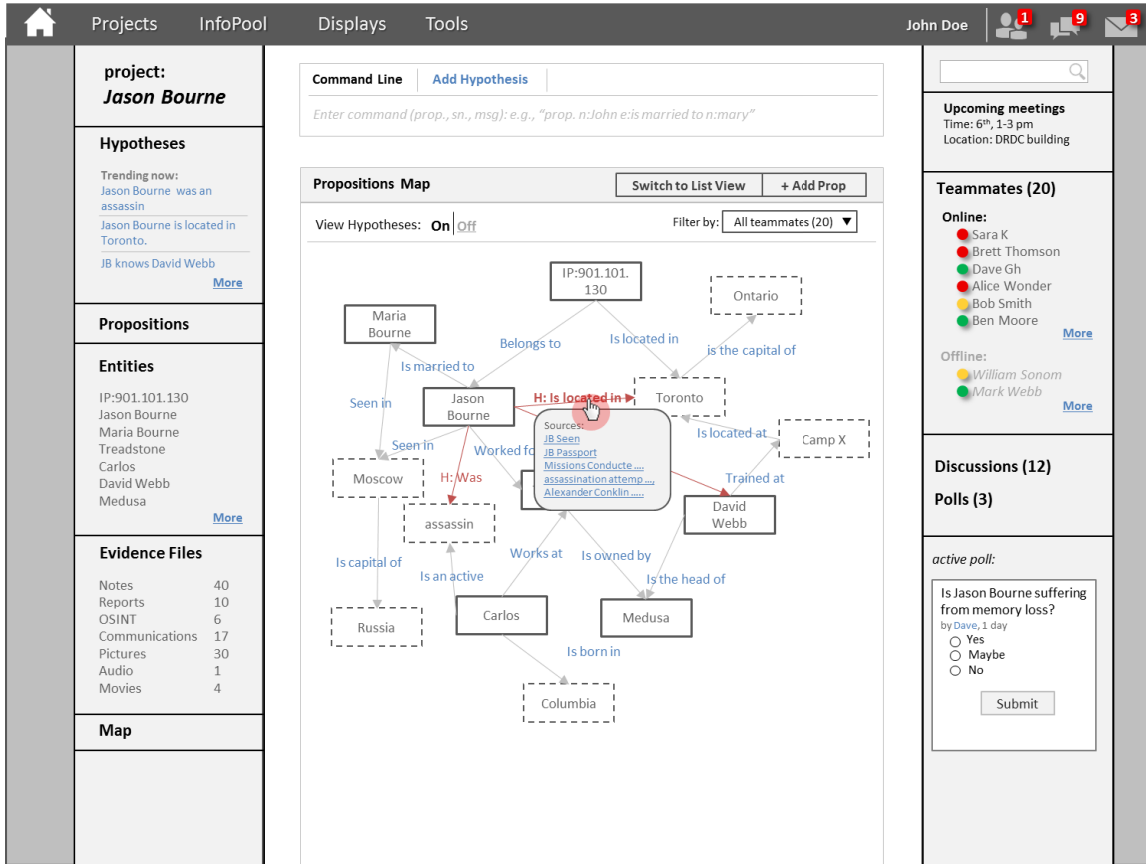 Projects InfoPool Displays Tools John Doe 1 9 3
project:
Jason Bourne
Hypotheses
Trending now:
Jason Bourne was an
assassin
Jason Bourne is located in
Toronto.
JB knows David Webb
More
Propositions
Entities
IP:901.101.130
Jason Bourne
Maria Bourne
Treadstone
Carlos
David Webb
Medusa
More
Evidence Files
Notes 40
Reports 10
OSINT 6
Communications 17
Pictures 30
Audio 1
Movies 4
Map
Command Line Add Hypothesis
Enter command (prop., sn., msg): e.g., “prop. n:John e:is married to n:mary”
Propositions Map Switch to List View + Add Prop
View Hypotheses: On Off Filter by: All teammates (20) ▼
IP:901.101.
130
Ontario
Maria
Bourne
Belongs to
Is located in
is the capital of
Is married to
Jason
Bourne
H: Is located in
Toronto
Seen in
Sources:
JB Seen
JB Passport
Missions Conducte ....
assassination attemp ...,
Alexander Conklin .....
Is located at
Camp X
Seen in
Worked fo
Moscow
H: Was
Trained at
David
Webb
assassin
Works at
Is owned by
Is capital of
Is an active
Is the head of
Carlos
Medusa
Russia
Is born in
Columbia
Upcoming meetings
Time: 6th, 1-3 pm
Location: DRDC building
Teammates (20)
Online:
Sara K
Brett Thomson
Dave Gh
Alice Wonder
Bob Smith
Ben Moore
More
Offline:
William Sonom
Mark Webb
More
Discussions (12)
Polls (3)
active poll:
Is Jason Bourne suffering
from memory loss?
by Dave, 1 day
Yes
Maybe
No
Submit